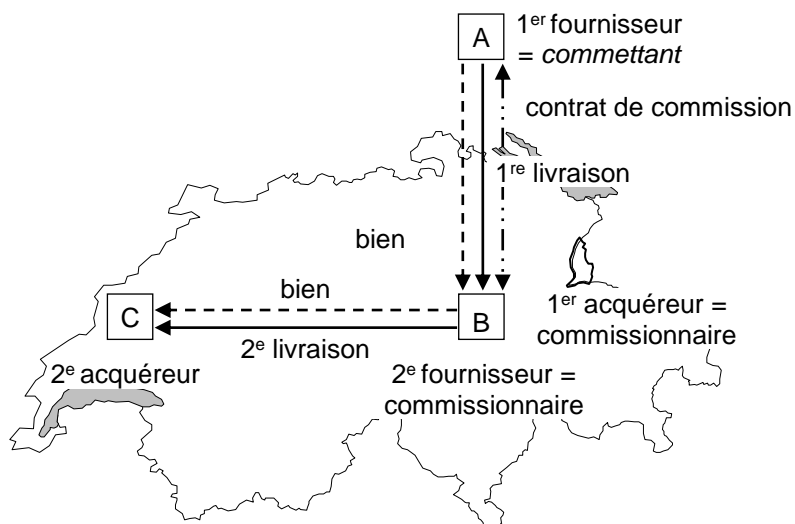 A
1er fournisseur
= commettant
contrat de commission
1re livraison
bien
bien
C
B
1er acquéreur =
commissionnaire
2e livraison
2e acquéreur
2e fournisseur =
commissionnaire